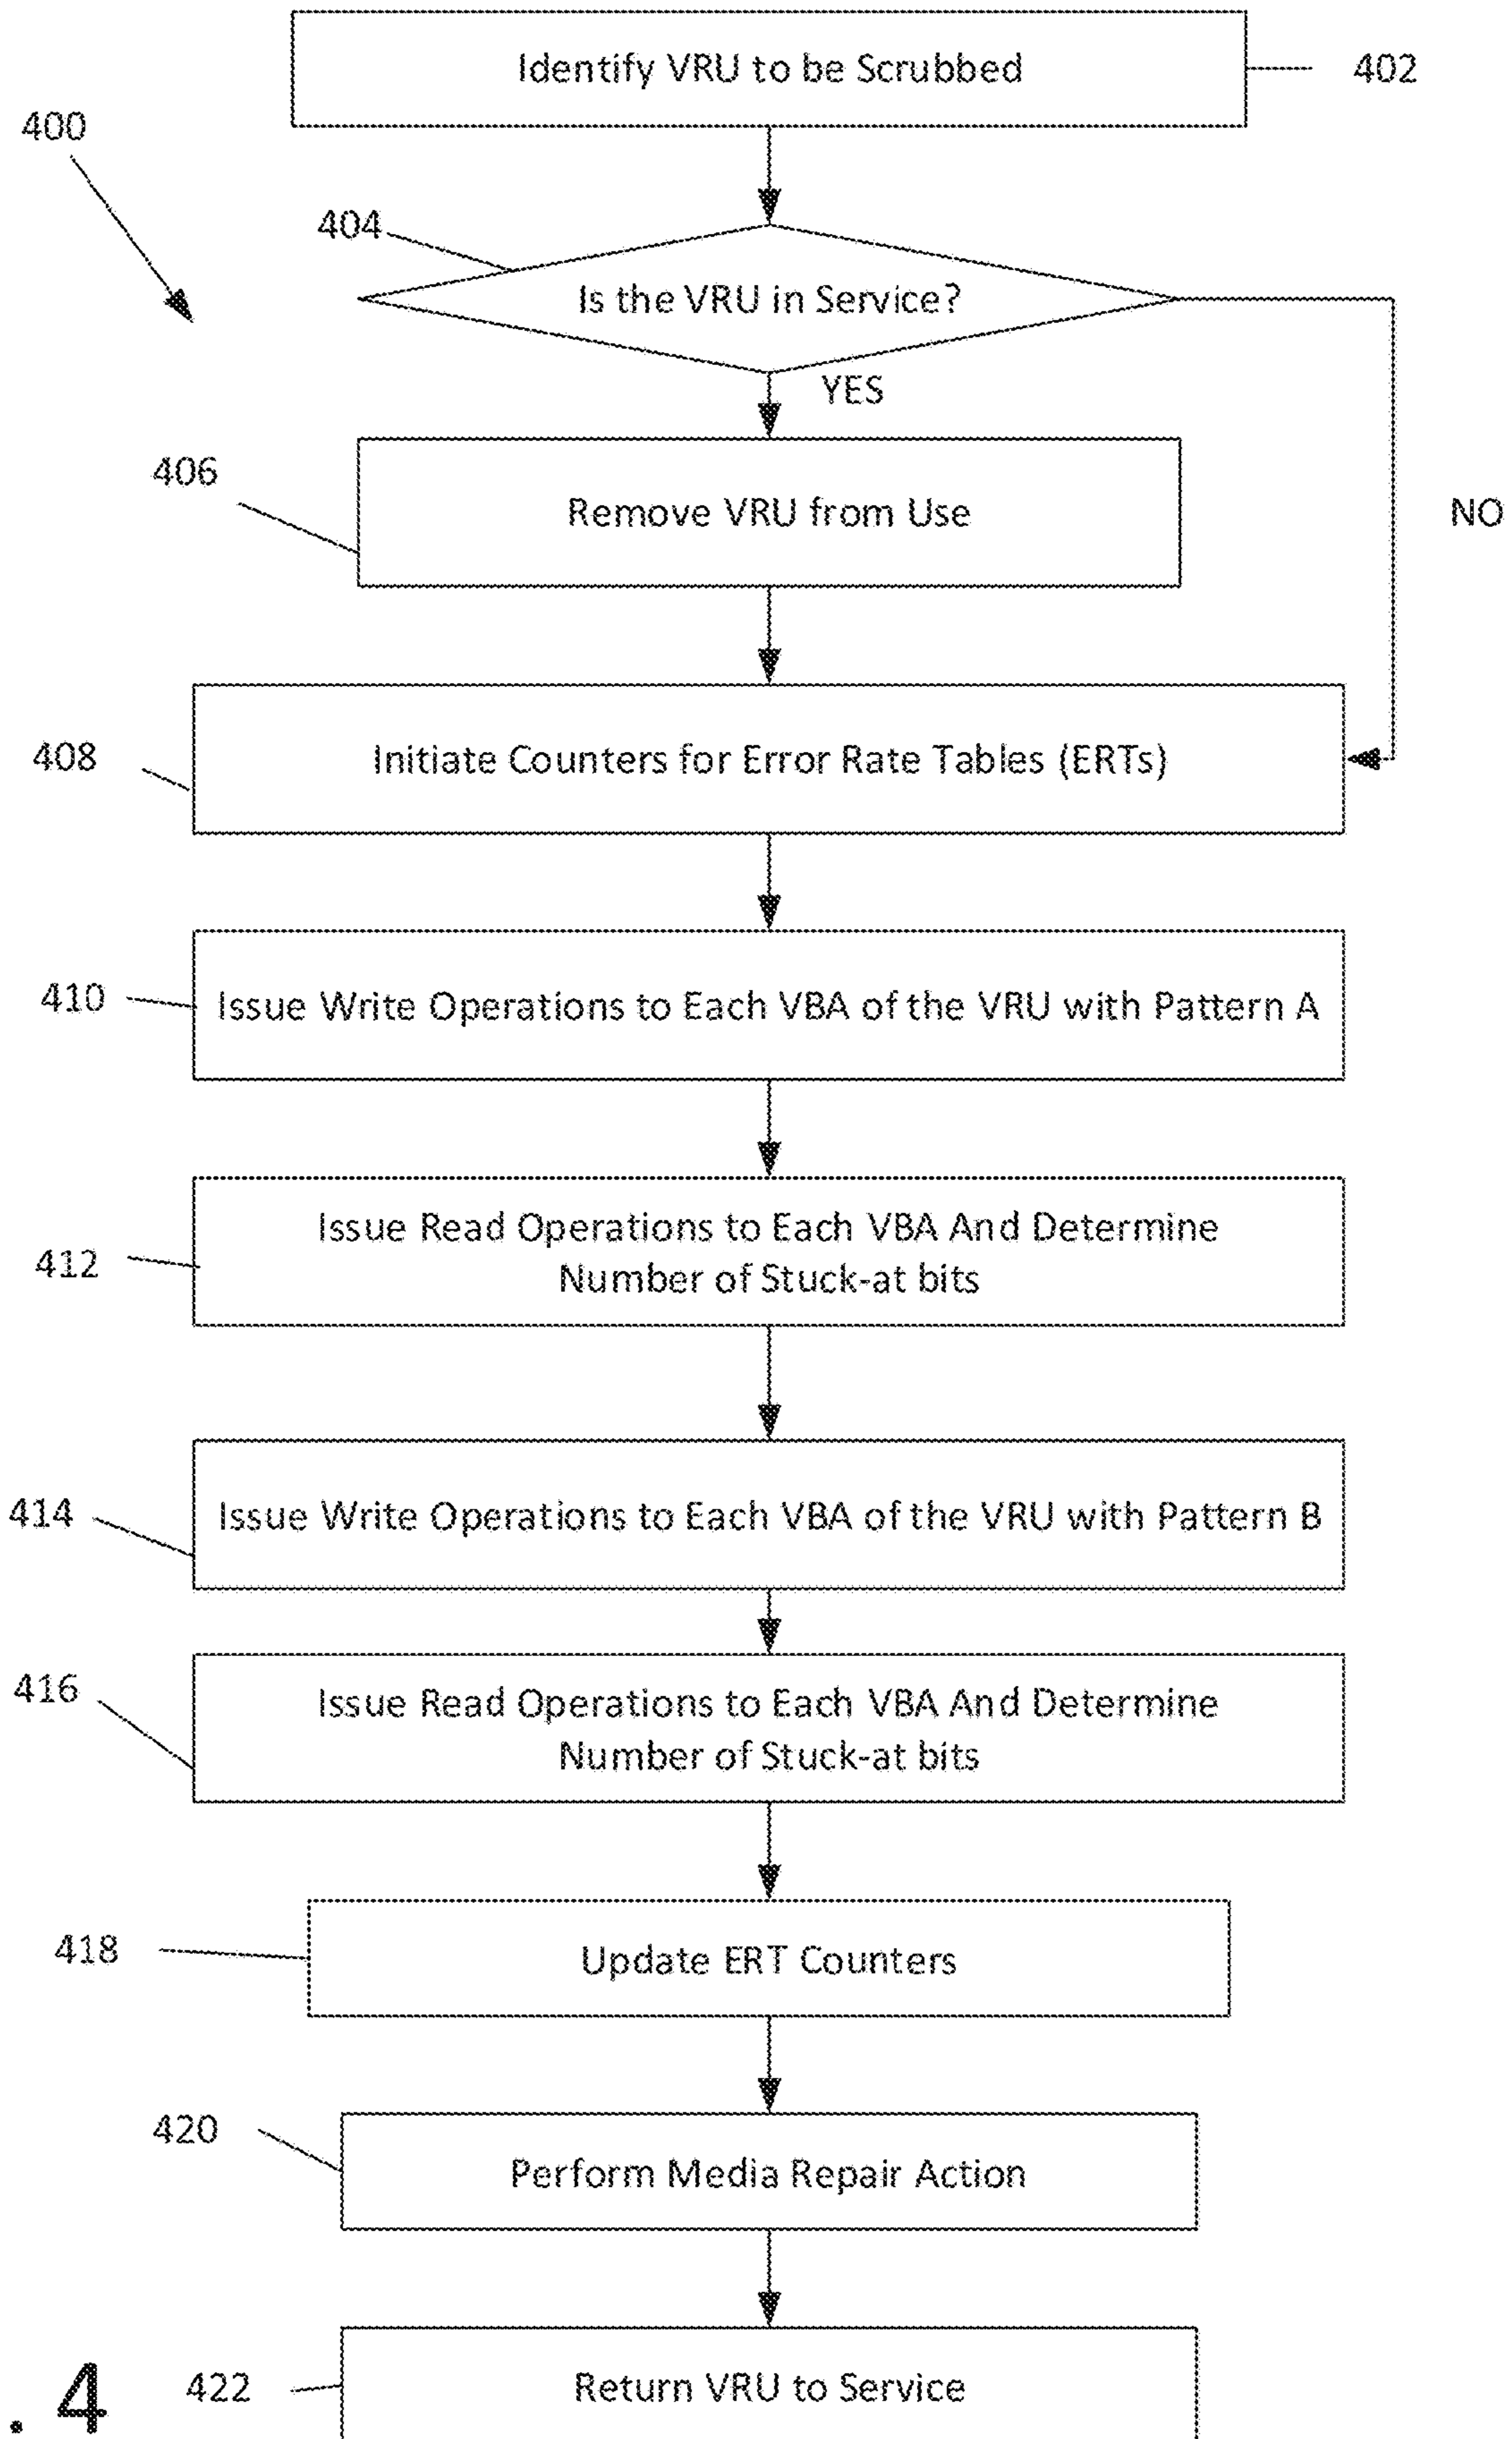 Identify VRU to be Scrubbed
402
400
404
Is the VRU in Service?
YES
406
Remove VRU from Use
NO
408
Initiate Counters for Error Rate Tables (ERTs)
410
Issue Write Operations to Each VBA of the VRU with Pattern A
412
Issue Read Operations to Each VBA And Determine
Number of Stuck-at bits
414
Issue Write Operations to Each VBA of the VRU with Pattern B
416
Issue Read Operations to Each VBA And Determine
Number of Stuck-at bits
418
Update ERT Counters
420
Perform Media Repair Action
422
Return VRU to Service
. 4